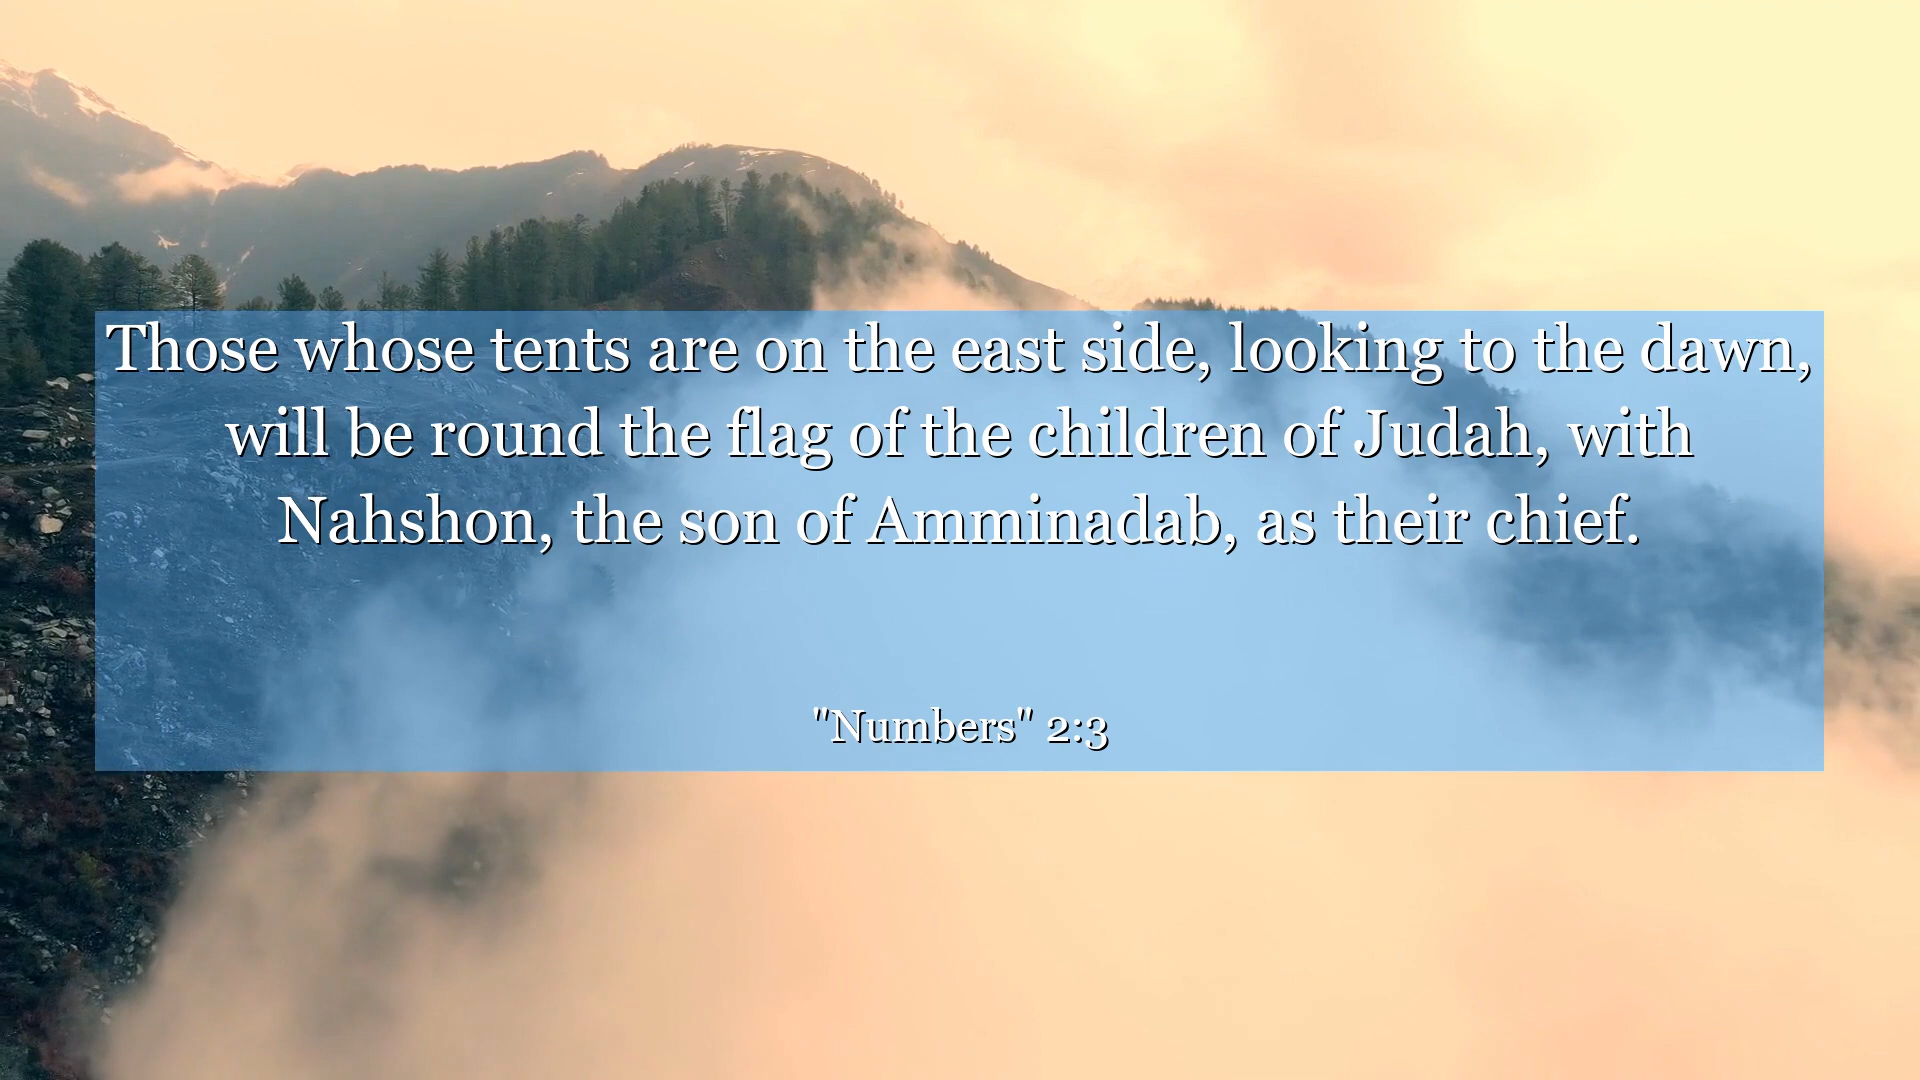 Those whose tents are on the east side, looking to the dawn,
will be round the flag of the children of Judah, with
Nahshon, the son of Amminadab, as their chief.
"Numbers" 2:3